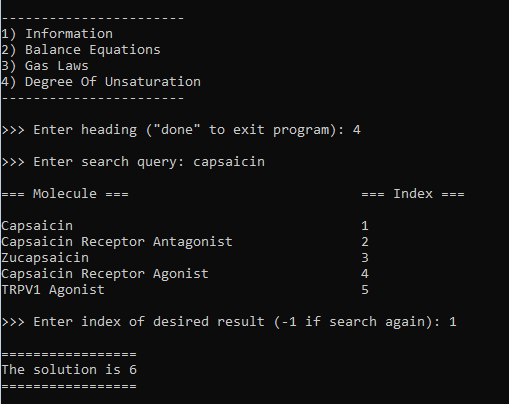 -----------------------
1) Information
2) Balance Equations
3) Gas Laws
4) Degree Of Unsaturation
-----------------------
>>> Enter heading ("done" to exit program): 4
>>> Enter search query: capsaicin
=== Molecule === === Index ===
Capsaicin 1
Capsaicin Receptor Antagonist 2
Zucapsaicin 3
Capsaicin Receptor Agonist 4
TRPV1 Agonist 5
>>> Enter index of desired result (-1 if search again): 1
=================
The solution is 6
=================